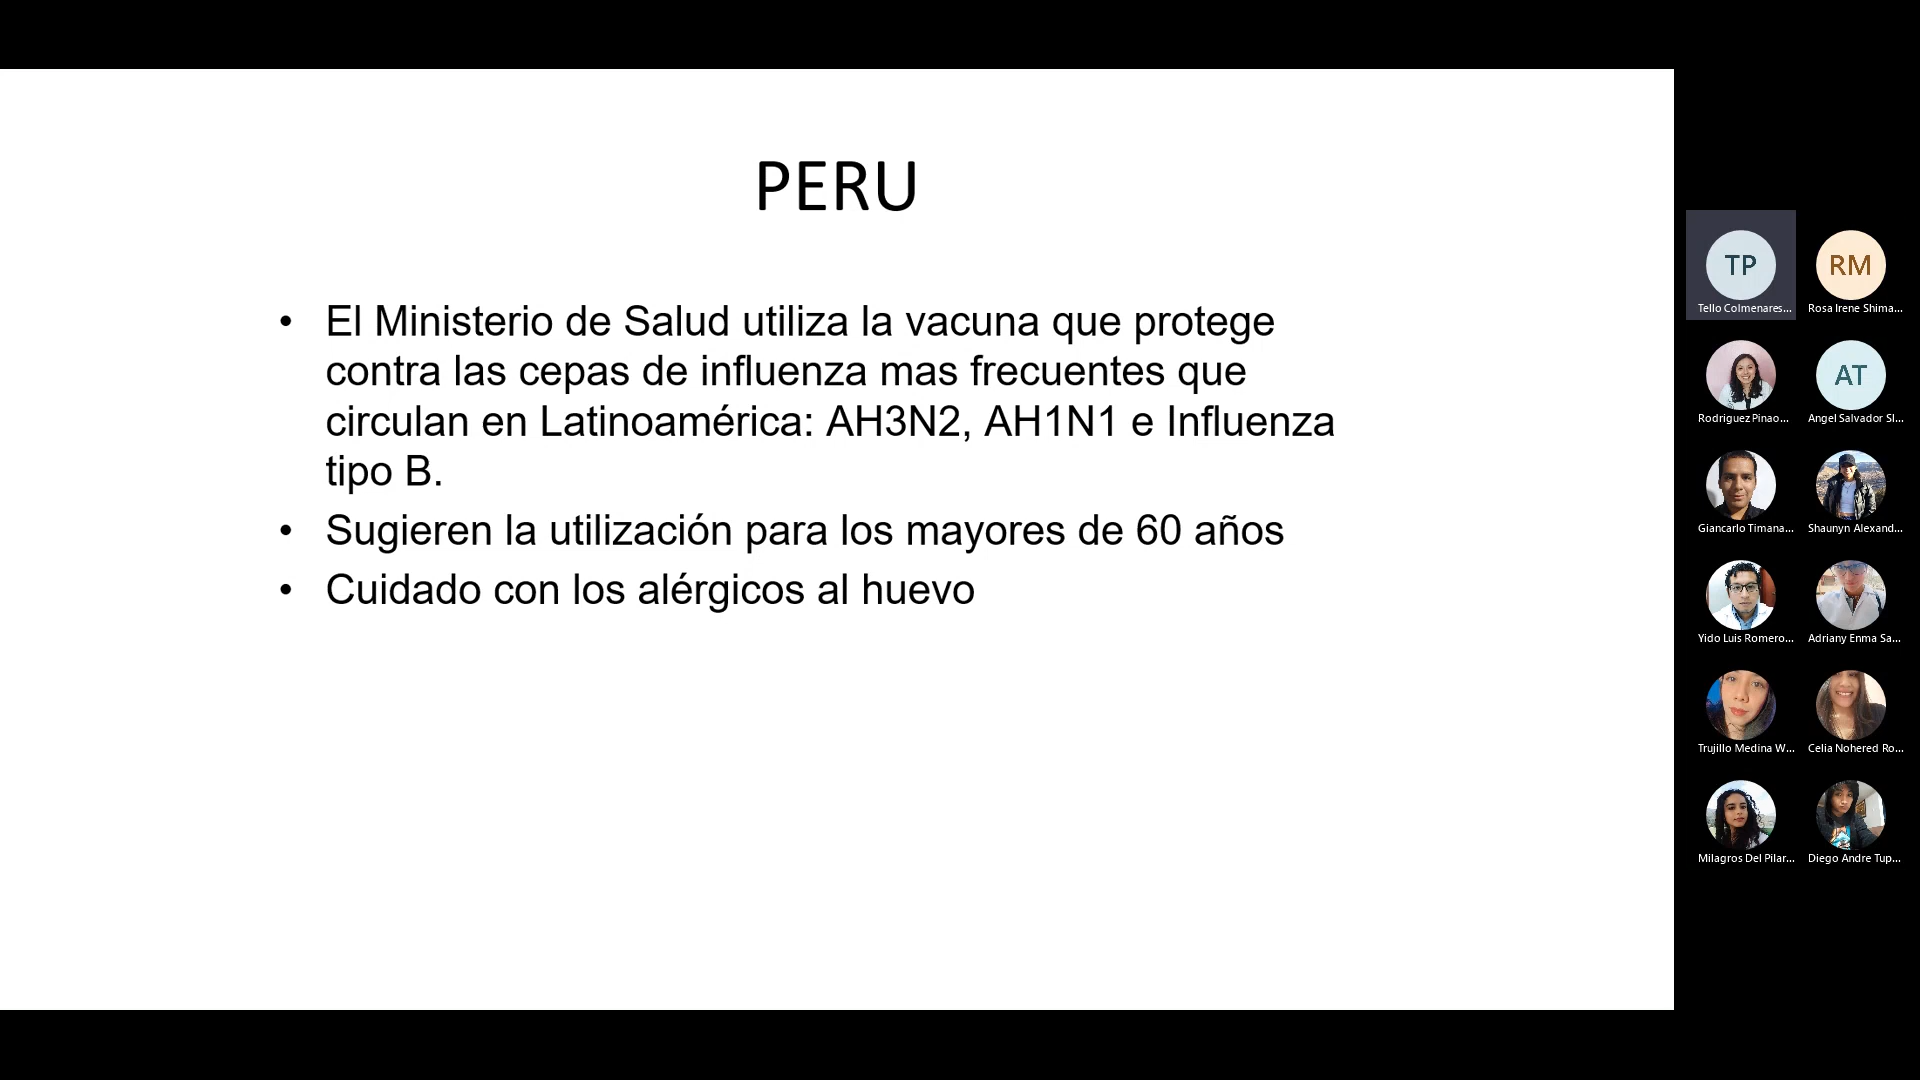 PERU
• El Ministerio de Salud utiliza la vacuna que protege
contra las cepas de influenza mas frecuentes que
circulan en Latinoamérica: AH3N2, AH1N1 e Influenza
tipo B.
• Sugieren la utilización para los mayores de 60 años
• Cuidado con los alérgicos al huevo
TP
Tello Colmenares...
RM
Rosa Irene Shima...
Rodriguez Pinao...
AT
Angel Salvador Sl...
Giancarlo Timana...
Shaunyn Alexand...
Yido Luis Romero...
Adriany Enma Sa...
Trujillo Medina W...
Celia Nohered Ro...
Milagros Del Pilar...
Diego Andre Tup...